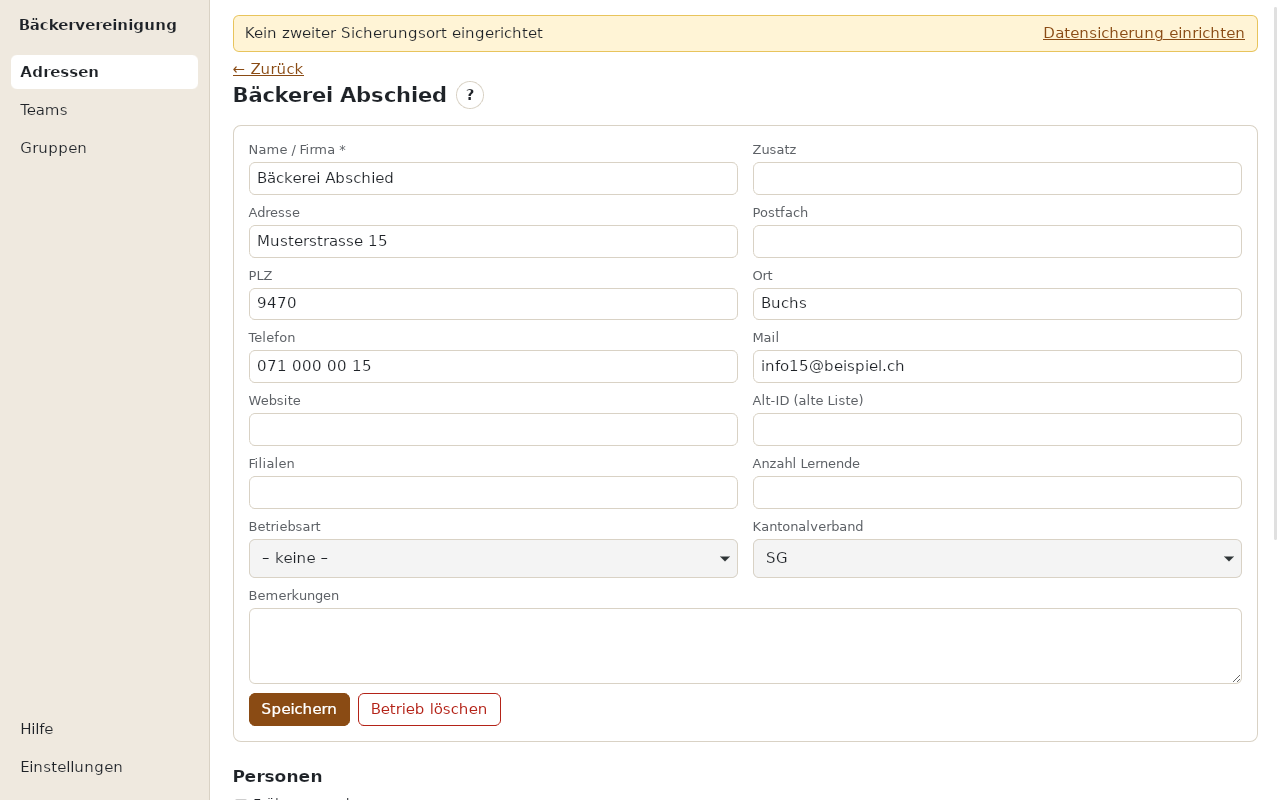 Bäckervereinigung
Adressen
Teams
Gruppen
Hilfe
Einstellungen
Kein zweiter Sicherungsort eingerichtet
Datensicherung einrichten
← Zurück
Bäckerei Abschied ?
Name / Firma *
Bäckerei Abschied
Zusatz
Adresse
Musterstrasse 15
Postfach
PLZ
9470
Ort
Buchs
Telefon
071 000 00 15
Mail
info15@beispiel.ch
Website
Alt-ID (alte Liste)
Filialen
Anzahl Lernende
Betriebsart
– keine –
Kantonalverband
SG
Bemerkungen
Speichern
Betrieb löschen
Personen